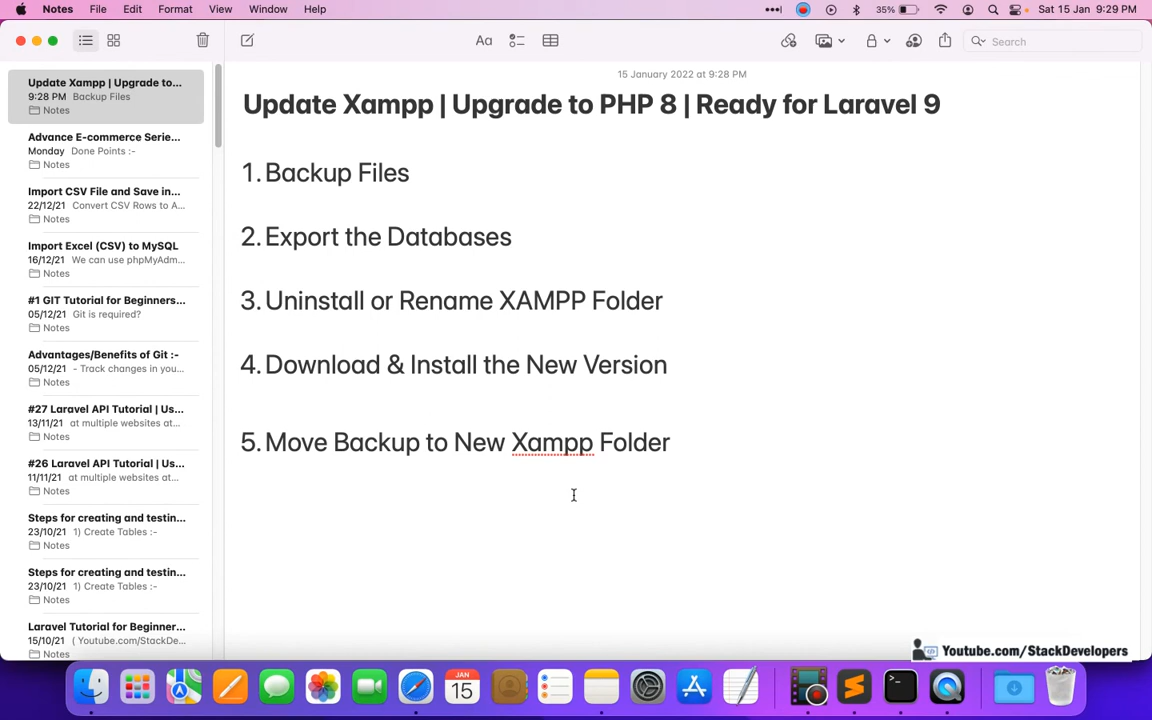 Notes File Edit Format View Window Help
35% Sat 15 Jan 9:29 PM
Search
Update Xampp | Upgrade to...
9:28 PM Backup Files
Notes
Advance E-commerce Serie...
Monday Done Points :-
Notes
Import CSV File and Save in...
22/12/21 Convert CSV Rows to A...
Notes
Import Excel (CSV) to MySQL
16/12/21 We can use phpMyAdm...
Notes
#1 GIT Tutorial for Beginners...
05/12/21 Git is required?
Notes
Advantages/Benefits of Git :-
05/12/21 - Track changes in you...
Notes
#27 Laravel API Tutorial | Us...
13/11/21 at multiple websites at...
Notes
#26 Laravel API Tutorial | Us...
11/11/21 at multiple websites at...
Notes
Steps for creating and testin...
23/10/21 1) Create Tables :-
Notes
Steps for creating and testin...
23/10/21 1) Create Tables :-
Notes
Laravel Tutorial for Beginner...
15/10/21 ( Youtube.com/StackDe...
Notes
15 January 2022 at 9:28 PM
Update Xampp | Upgrade to PHP 8 | Ready for Laravel 9
1. Backup Files
2. Export the Databases
3. Uninstall or Rename XAMPP Folder
4. Download & Install the New Version
5. Move Backup to New Xampp Folder
Youtube.com/StackDevelopers
JAN
15